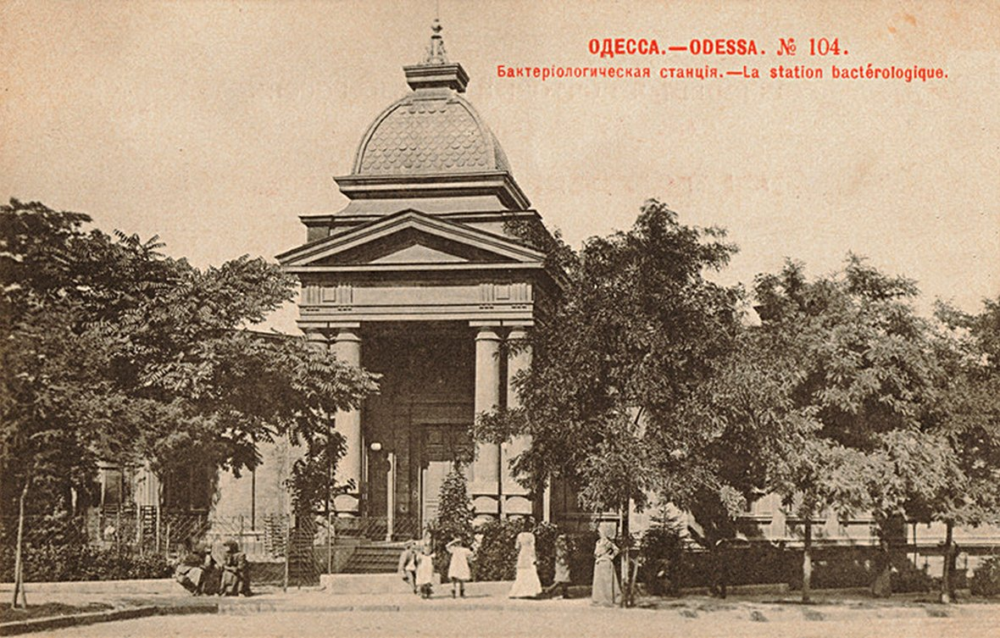 ОДЕССА.—ODESSA. № 104.
Бактеріологическая станція.—La station bactérologique.